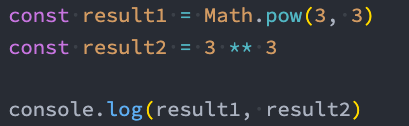 const result1 = Math.pow(3, 3)
const result2 = 3 ** 3
console.log(result1, result2)